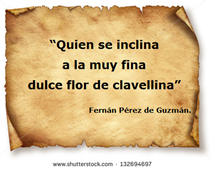 “Quien se inclina
a la muy fina
dulce flor de clavellina”
Fernán Pérez de Guzmán.
www.shutterstock.com · 132694697